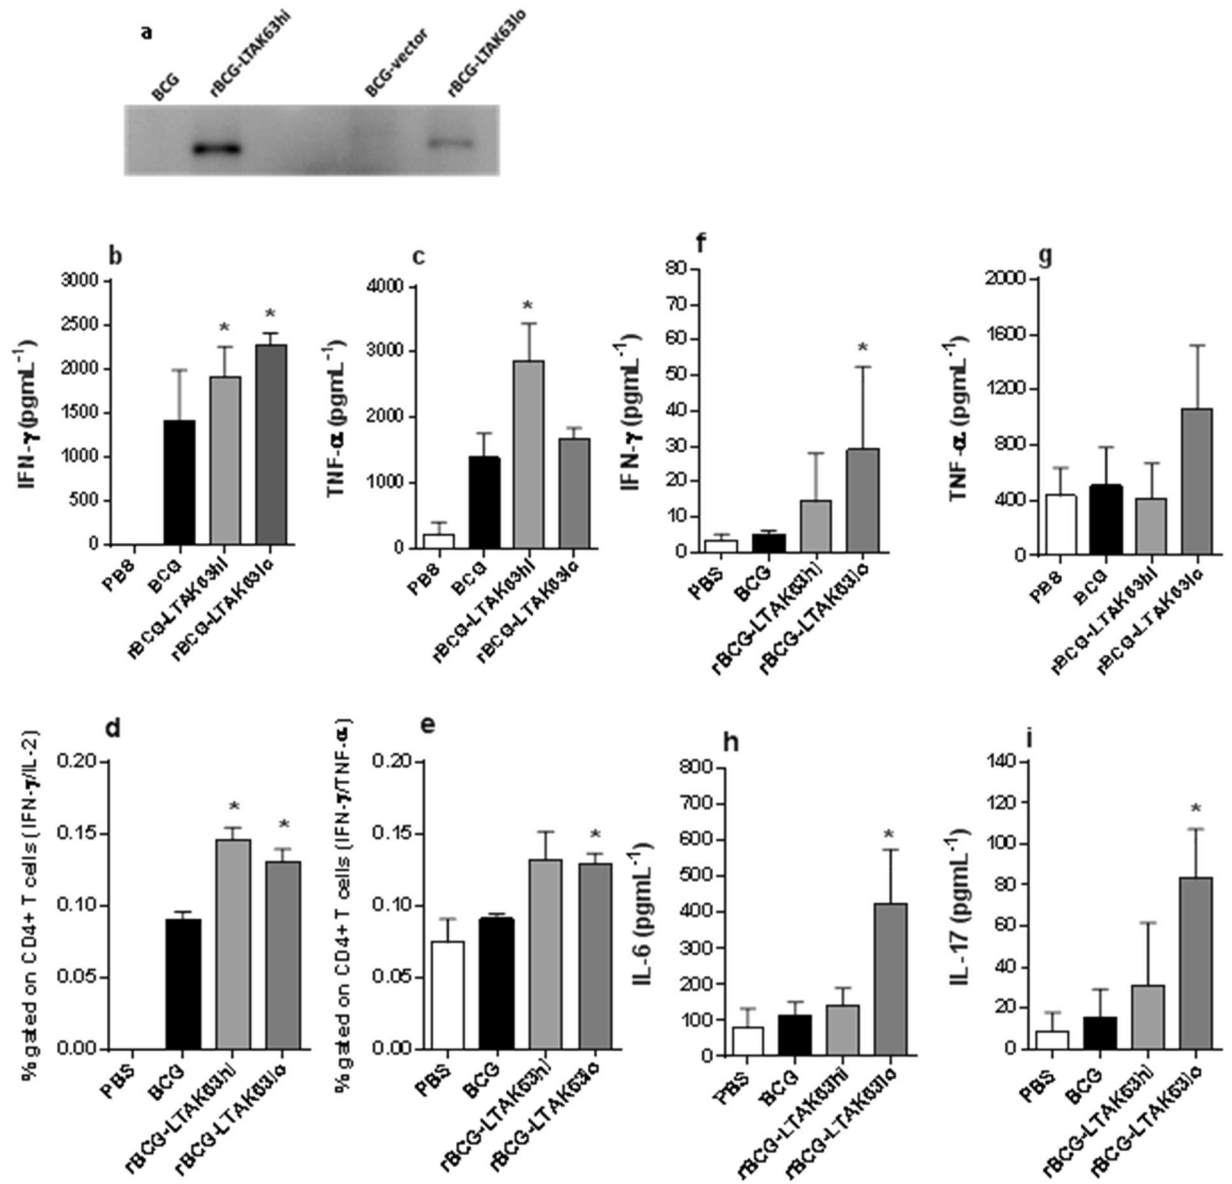 a
BCG
rBCG-LTAK63hi
BCG-vector
rBCG-LTAK63lo
b
IFN-γ (pgmL⁻¹)
3000
2500
2000
1500
1000
500
0
*
*
PBS
BCG
rBCG-LTAK63hi
rBCG-LTAK63lo
c
TNF-α (pgmL⁻¹)
4000
3000
2000
1000
0
*
PBS
BCG
rBCG-LTAK63hi
rBCG-LTAK63lo
f
IFN-γ (pgmL⁻¹)
80
70
60
50
40
30
20
10
0
*
PBS
BCG
rBCG-LTAK63hi
rBCG-LTAK63lo
g
TNF-α (pgmL⁻¹)
2000
1600
1200
800
400
0
PBS
BCG
rBCG-LTAK63hi
rBCG-LTAK63lo
d
% gated on CD4+ T cells (IFN-γ/IL-2)
0.20
0.15
0.10
0.05
0.00
*
*
PBS
BCG
rBCG-LTAK63hi
rBCG-LTAK63lo
e
% gated on CD4+ T cells (IFN-γ/TNF-α)
0.20
0.15
0.10
0.05
0.00
*
PBS
BCG
rBCG-LTAK63hi
rBCG-LTAK63lo
h
IL-6 (pgmL⁻¹)
800
700
600
500
400
300
200
100
0
*
PBS
BCG
rBCG-LTAK63hi
rBCG-LTAK63lo
i
IL-17 (pgmL⁻¹)
140
120
100
80
60
40
20
0
*
PBS
BCG
rBCG-LTAK63hi
rBCG-LTAK63lo